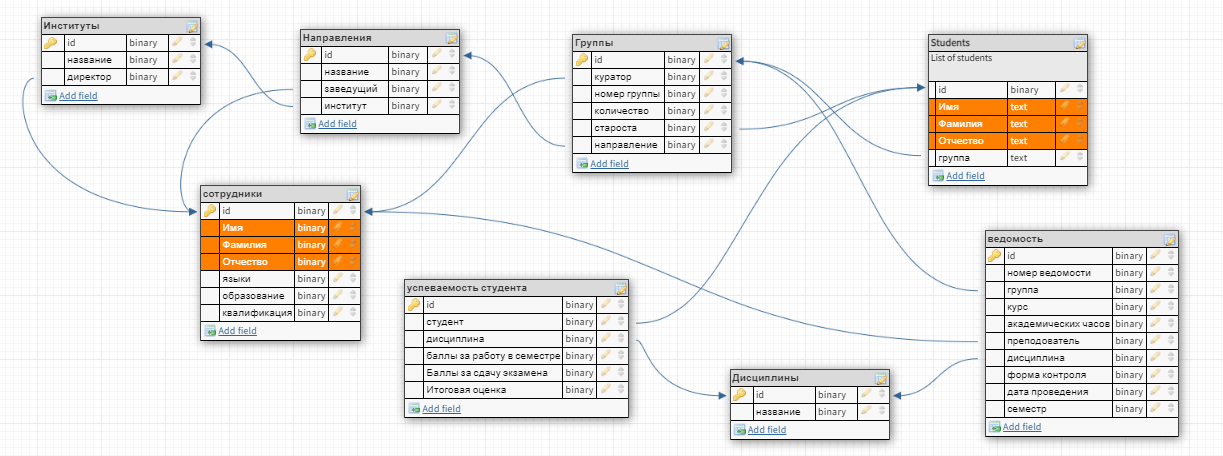 Институты
id binary
название binary
директор binary
Add field
Направления
id binary
название binary
заведущий binary
институт binary
Add field
Группы
id binary
куратор binary
номер группы binary
количество binary
староста binary
направление binary
Add field
Students
List of students
id binary
Имя text
Фамилия text
Отчество text
группа text
Add field
сотрудники
id binary
Имя binary
Фамилия binary
Отчество binary
языки binary
образование binary
квалификация binary
Add field
успеваемость студента
id binary
студент binary
дисциплина binary
баллы за работу в семестре binary
Баллы за сдачу экзамена binary
Итоговая оценка binary
Add field
Дисциплины
id binary
название binary
Add field
ведомость
id binary
номер ведомости binary
группа binary
курс binary
академических часов binary
преподователь binary
дисциплина binary
форма контроля binary
дата проведения binary
семестр binary
Add field